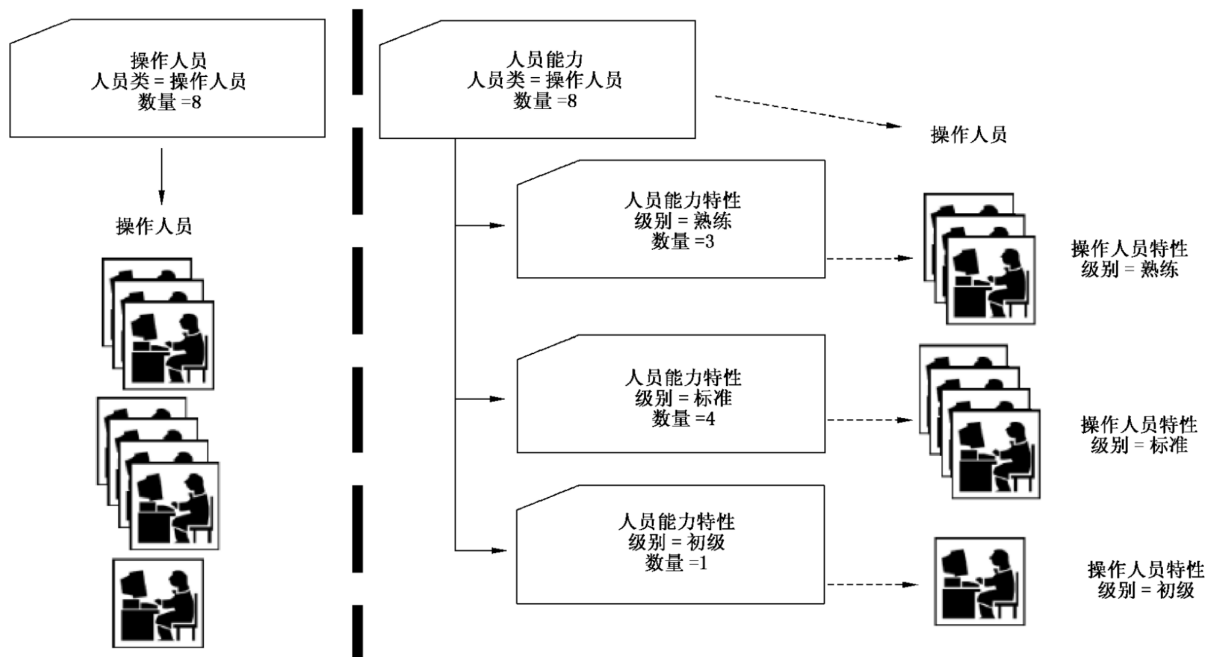 操作人员
人员类 = 操作人员
数量 =8
操作人员
人员能力
人员类 = 操作人员
数量 =8
操作人员
人员能力特性
级别 = 熟练
数量 =3
操作人员特性
级别 = 熟练
人员能力特性
级别 = 标准
数量 =4
操作人员特性
级别 = 标准
人员能力特性
级别 = 初级
数量 =1
操作人员特性
级别 = 初级